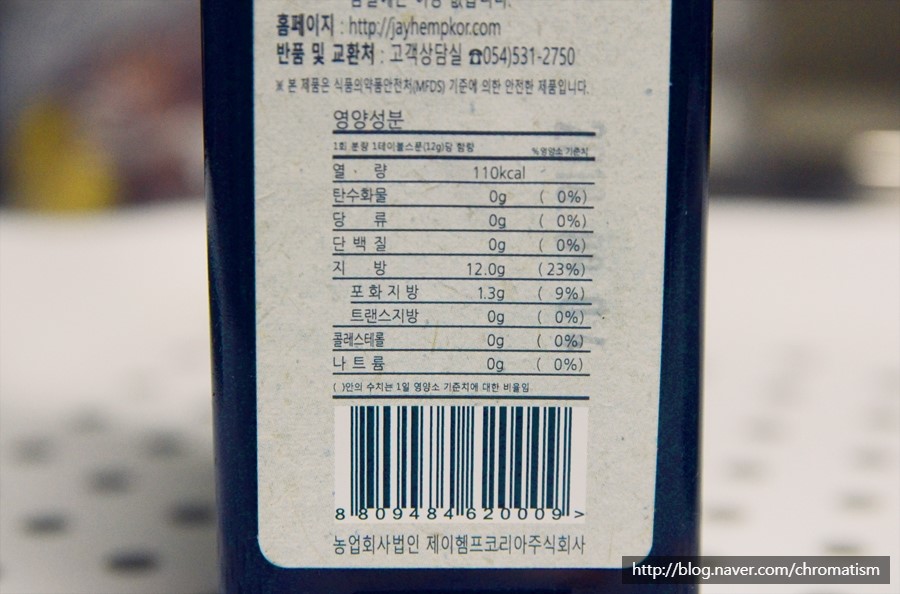 홈페이지 : http://jayhempkor.com
반품 및 교환처 : 고객상담실 ☎054)531-2750
※ 본 제품은 식품의약품안전처(MFDS) 기준에 의한 안전한 제품입니다.
영양성분
1회 분량 1테이블스푼(12g)당 함량 %영양소 기준치
열 · 량 110kcal
탄수화물 0g ( 0%)
당 류 0g ( 0%)
단 백 질 0g ( 0%)
지 방 12.0g (23%)
포 화 지 방 1.3g ( 9%)
트랜스지방 0g ( 0%)
콜레스테롤 0g ( 0%)
나 트 륨 0g ( 0%)
( )안의 수치는 1일 영양소 기준치에 대한 비율임
8 809484 620009 >
농업회사법인 제이헴프코리아주식회사
http://blog.naver.com/chromatism